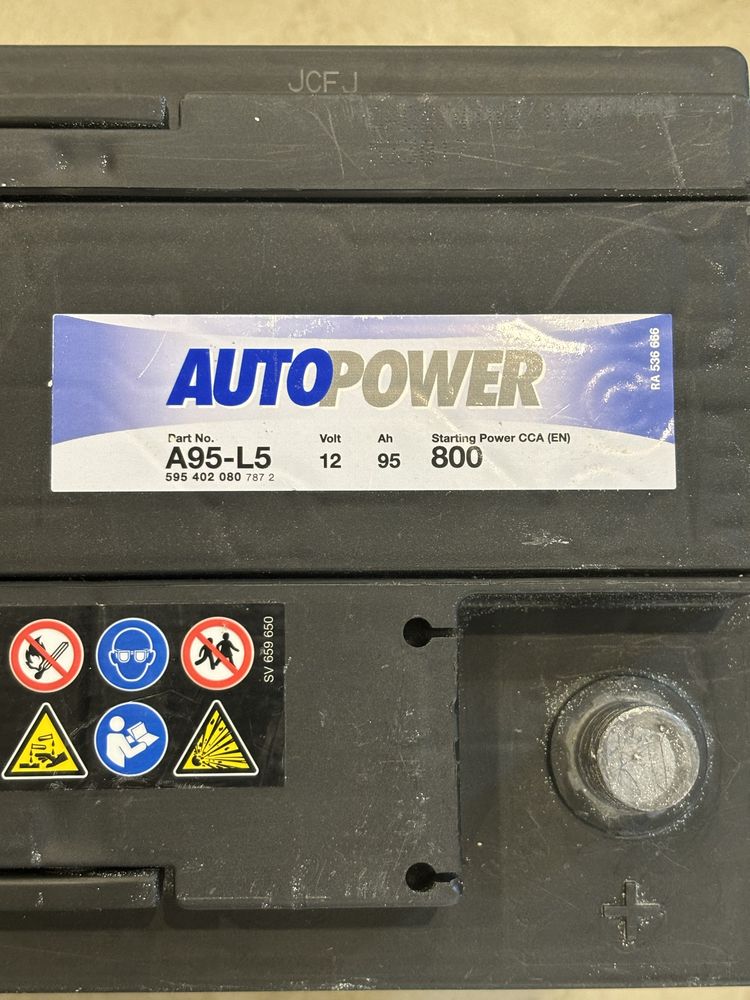 JCFJ
AUTOPOWER
RA 536 666
Part No. Volt Ah Starting Power CCA (EN)
A95-L5 12 95 800
595 402 080 787 2
SV 659 650
+